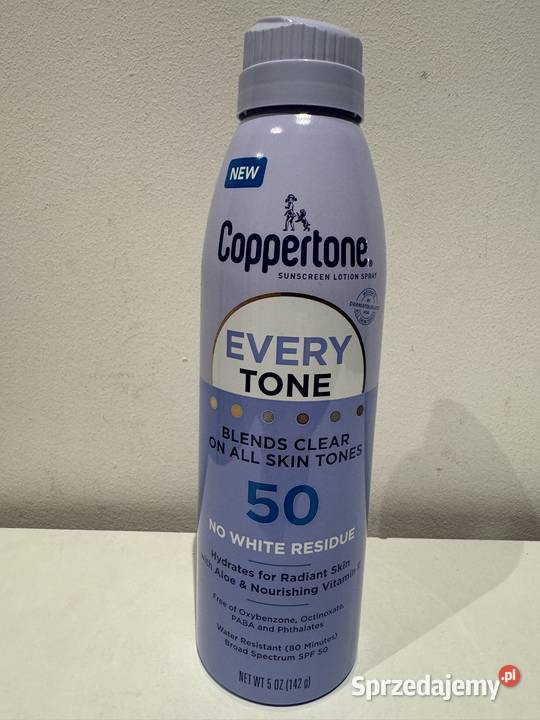 NEW
Coppertone®
SUNSCREEN LOTION SPRAY
EVERY
TONE
BLENDS CLEAR
ON ALL SKIN TONES
50
NO WHITE RESIDUE
Hydrates for Radiant Skin
with Aloe & Nourishing Vitamin E
Free of Oxybenzone, Octinoxate,
PABA and Phthalates
Water Resistant (80 Minutes)
Broad Spectrum SPF 50
NET WT 5 OZ (142 g)
Sprzedajemy.pl